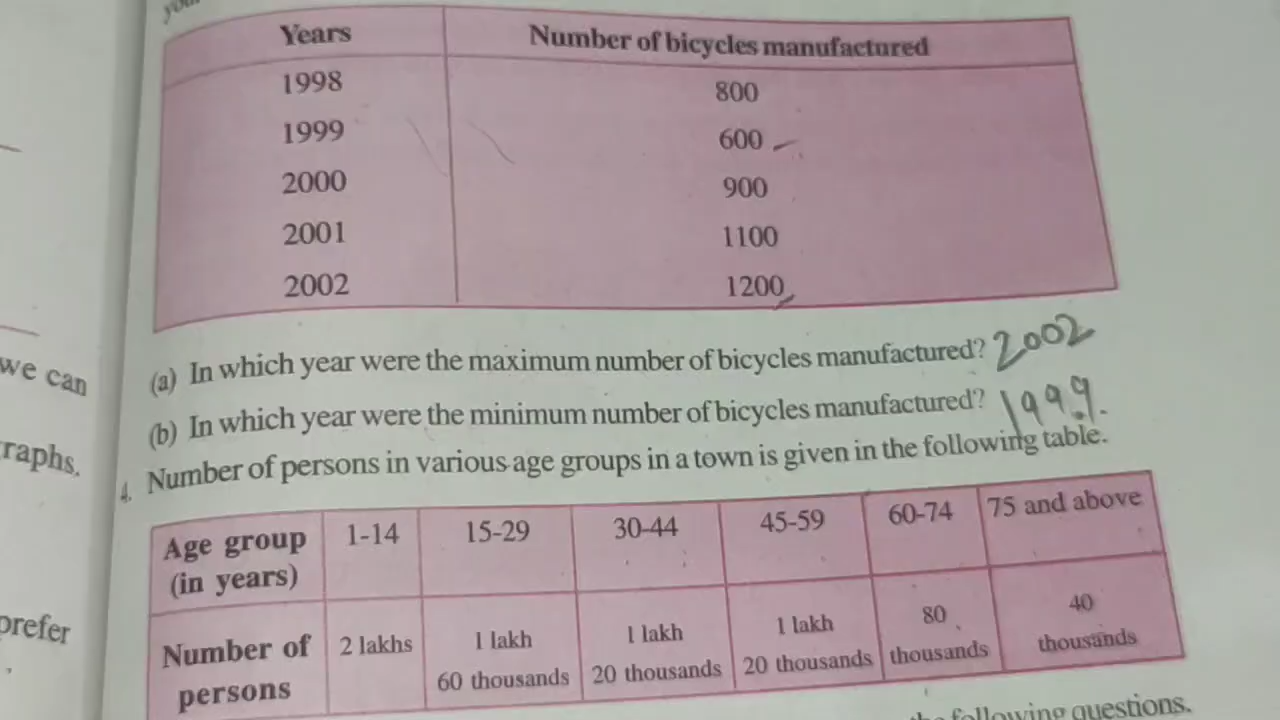 Years Number of bicycles manufactured
1998 800
1999 600
2000 900
2001 1100
2002 1200
(a) In which year were the maximum number of bicycles manufactured? 2002
(b) In which year were the minimum number of bicycles manufactured? 1999.
4. Number of persons in various age groups in a town is given in the following table.
Age group (in years) 1-14 15-29 30-44 45-59 60-74 75 and above
Number of persons 2 lakhs 1 lakh 60 thousands 1 lakh 20 thousands 1 lakh 20 thousands 80 thousands 40 thousands
following questions.
we can
raphs.
prefer